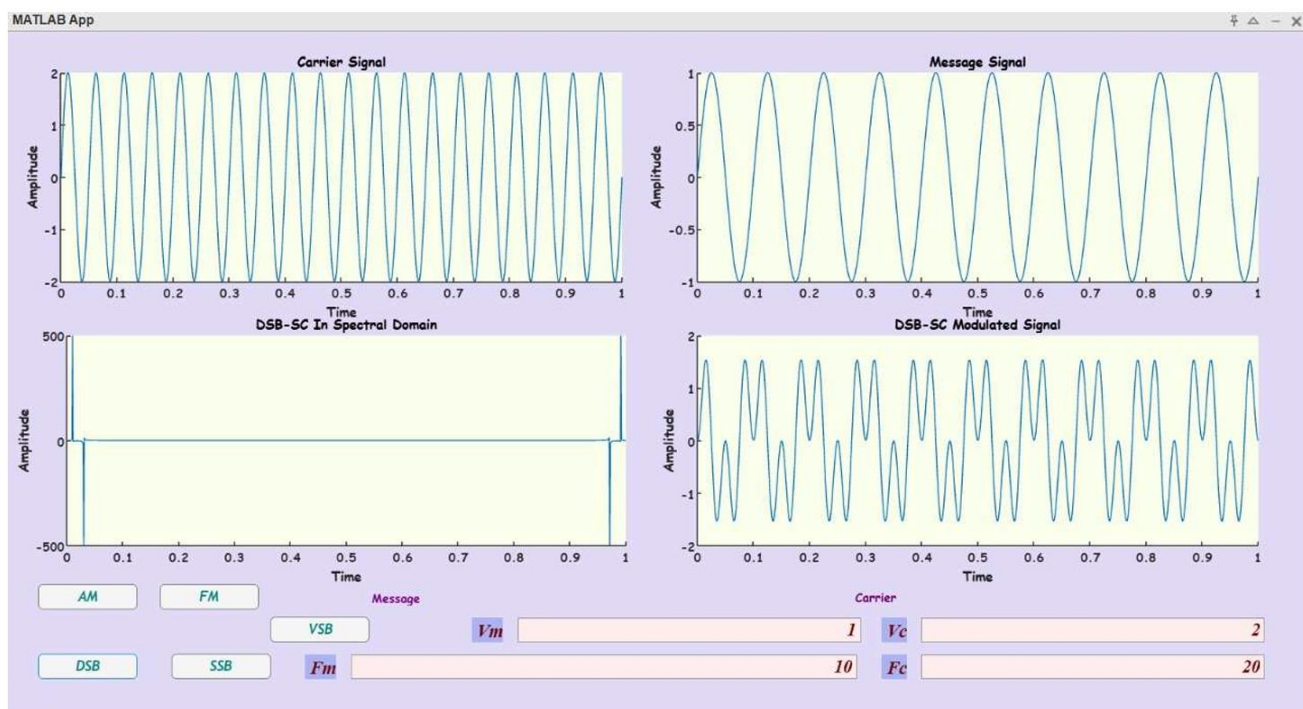 MATLAB App
Carrier Signal
2
1
0
-1
-2
Amplitude
0 0.1 0.2 0.3 0.4 0.5 0.6 0.7 0.8 0.9 1
Time
Message Signal
1
0.5
0
-0.5
-1
Amplitude
0 0.1 0.2 0.3 0.4 0.5 0.6 0.7 0.8 0.9 1
Time
DSB-SC In Spectral Domain
500
0
-500
Amplitude
0 0.1 0.2 0.3 0.4 0.5 0.6 0.7 0.8 0.9 1
Time
DSB-SC Modulated Signal
2
1
0
-1
-2
Amplitude
0 0.1 0.2 0.3 0.4 0.5 0.6 0.7 0.8 0.9 1
Time
AM FM Message Carrier
VSB Vm 1 Vc 2
DSB SSB Fm 10 Fc 20